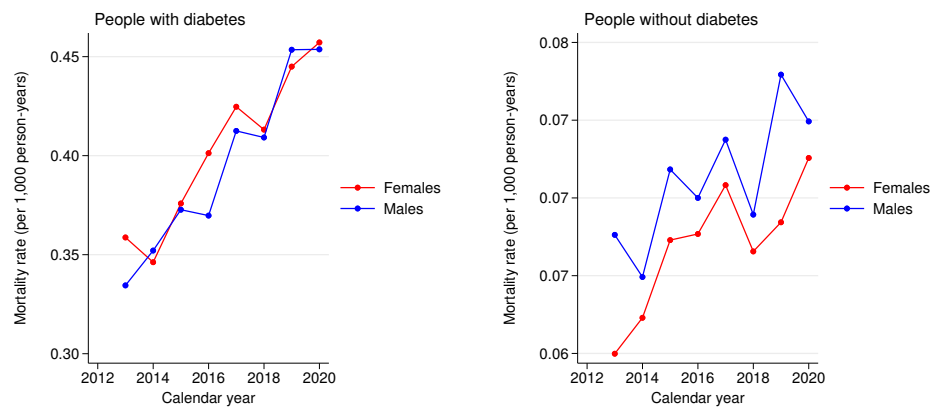 People with diabetes
Mortality rate (per 1,000 person-years)
0.45
0.40
0.35
0.30
2012 2014 2016 2018 2020
Calendar year
Females
Males
People without diabetes
Mortality rate (per 1,000 person-years)
0.08
0.07
0.07
0.07
0.06
2012 2014 2016 2018 2020
Calendar year
Females
Males